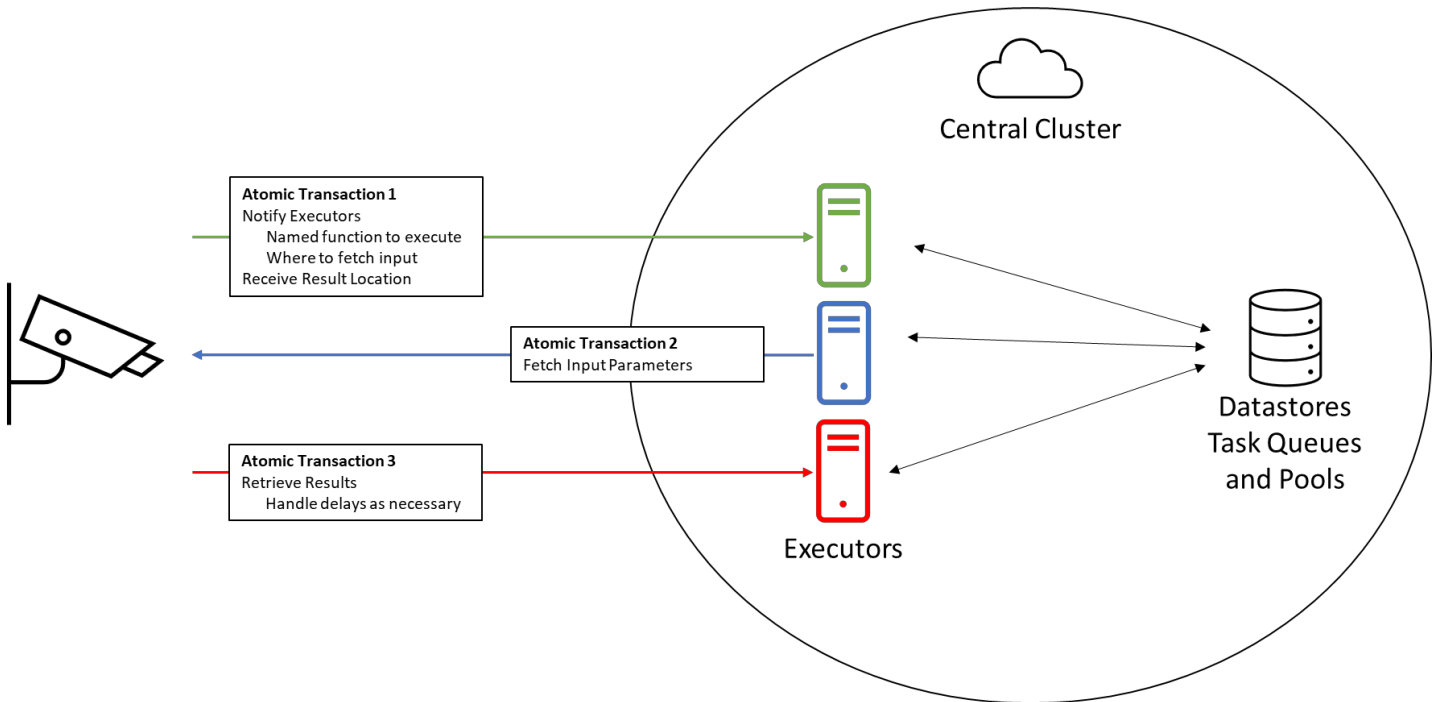 Central Cluster
Atomic Transaction 1
Notify Executors
Named function to execute
Where to fetch input
Receive Result Location
Atomic Transaction 2
Fetch Input Parameters
Atomic Transaction 3
Retrieve Results
Handle delays as necessary
Executors
Datastores
Task Queues
and Pools